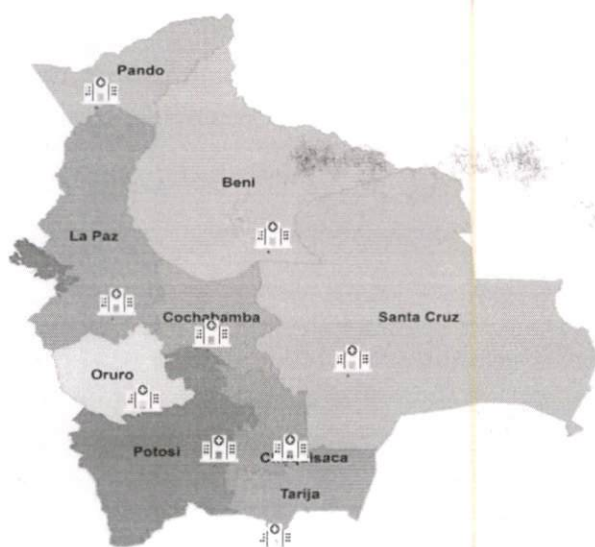 Pando
Beni
La Paz
Cochabamba
Santa Cruz
Oruro
Potosi
Tarija